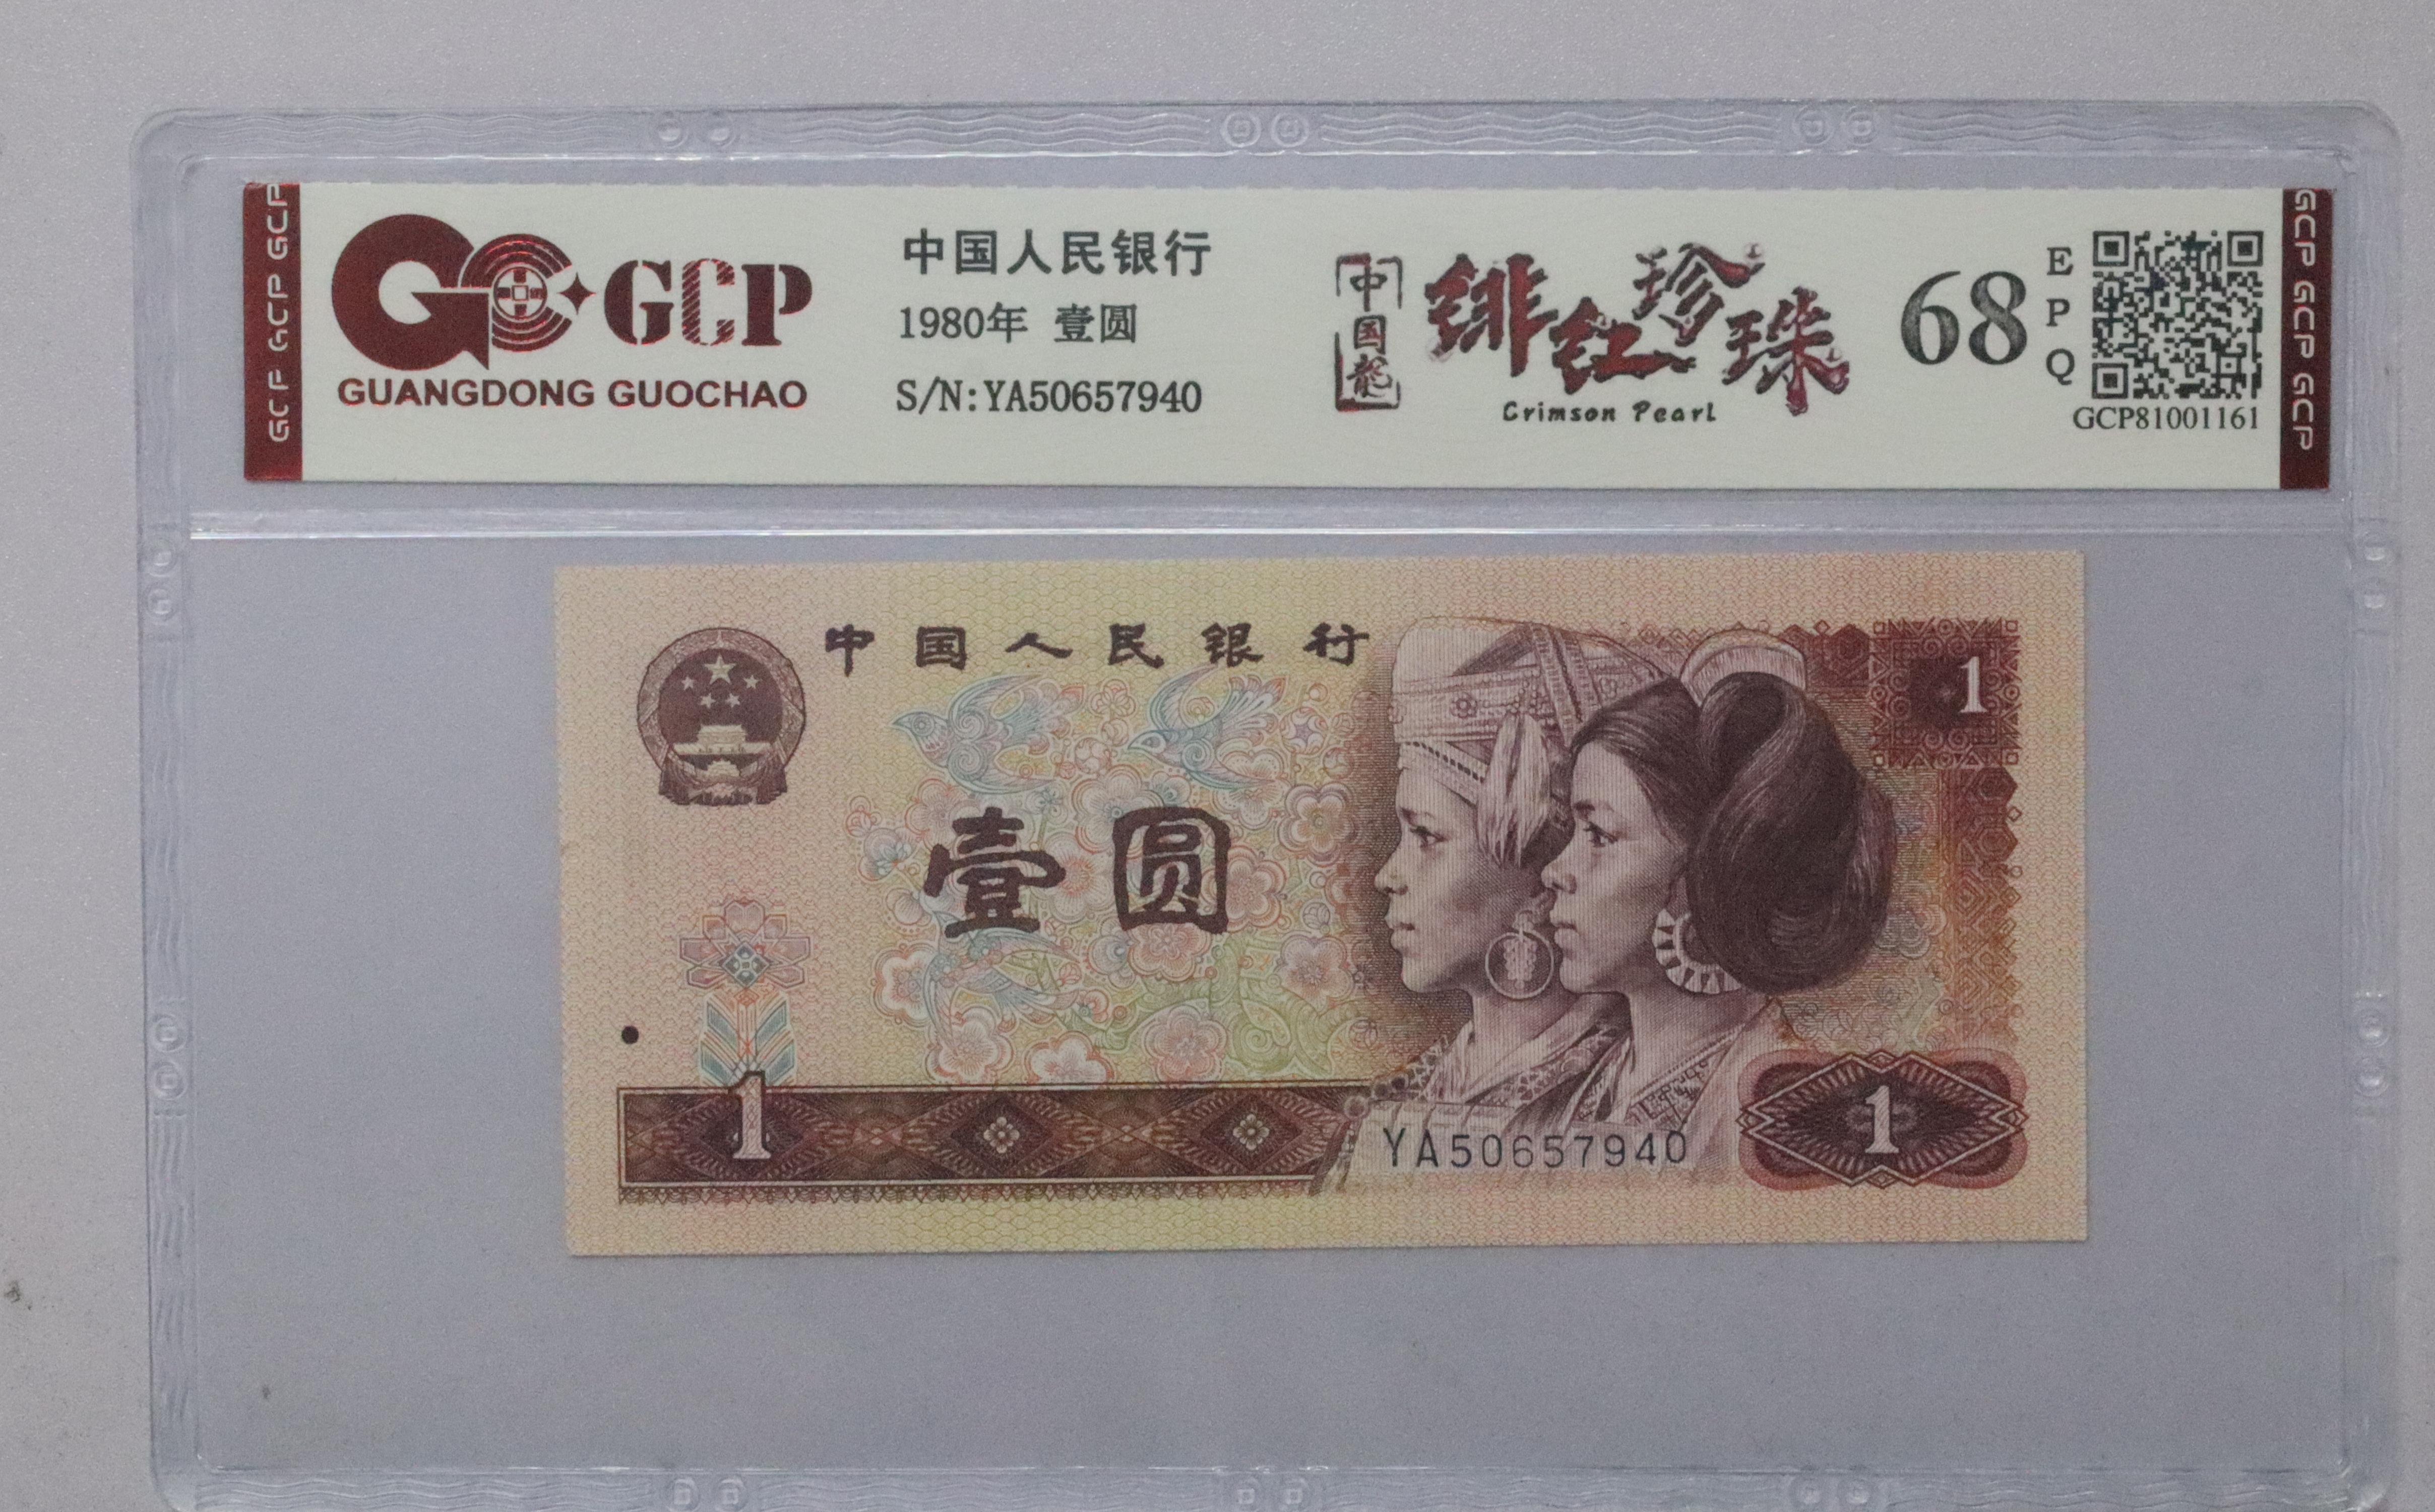 GCP GCP GCP
GCP
GUANGDONG GUOCHAO
中国人民银行
1980年 壹圆
S/N:YA50657940
中国龍
绯红珍珠
Crimson Pearl
68
EPQ
GCP81001161
GCP GCP GCP
中国人民银行
1
壹圆
1
YA50657940
1